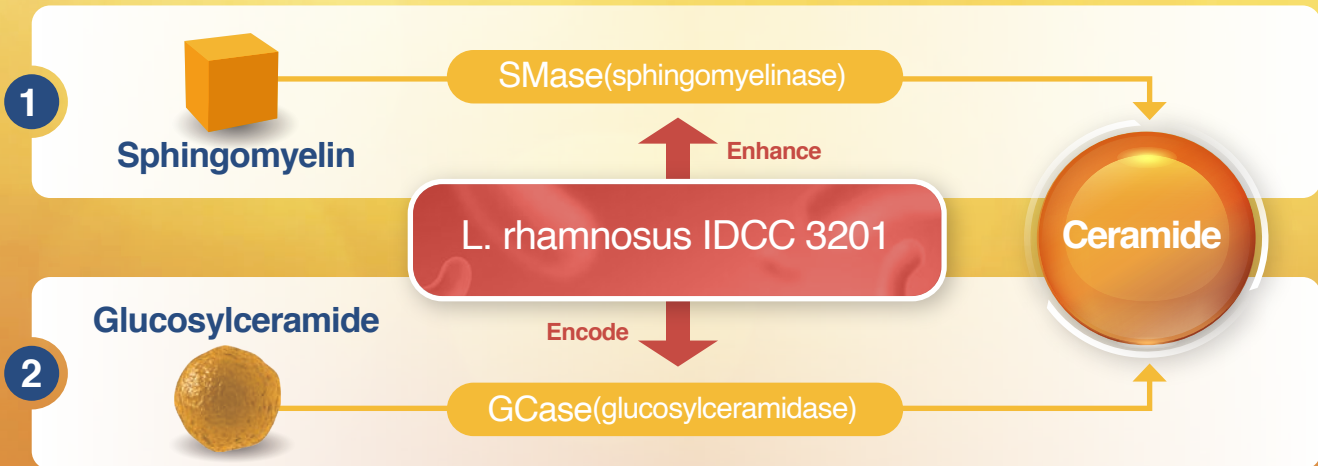 1
Sphingomyelin
SMase(sphingomyelinase)
Enhance
L. rhamnosus IDCC 3201
Ceramide
2
Glucosylceramide
Encode
GCase(glucosylceramidase)